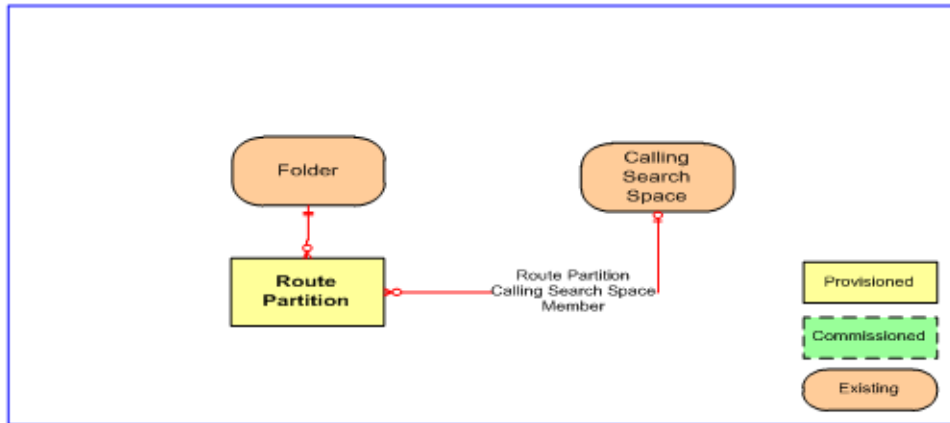 Folder
Calling
Search
Space
Route
Partition
Route Partition
Calling Search Space
Member
Provisioned
Commissioned
Existing